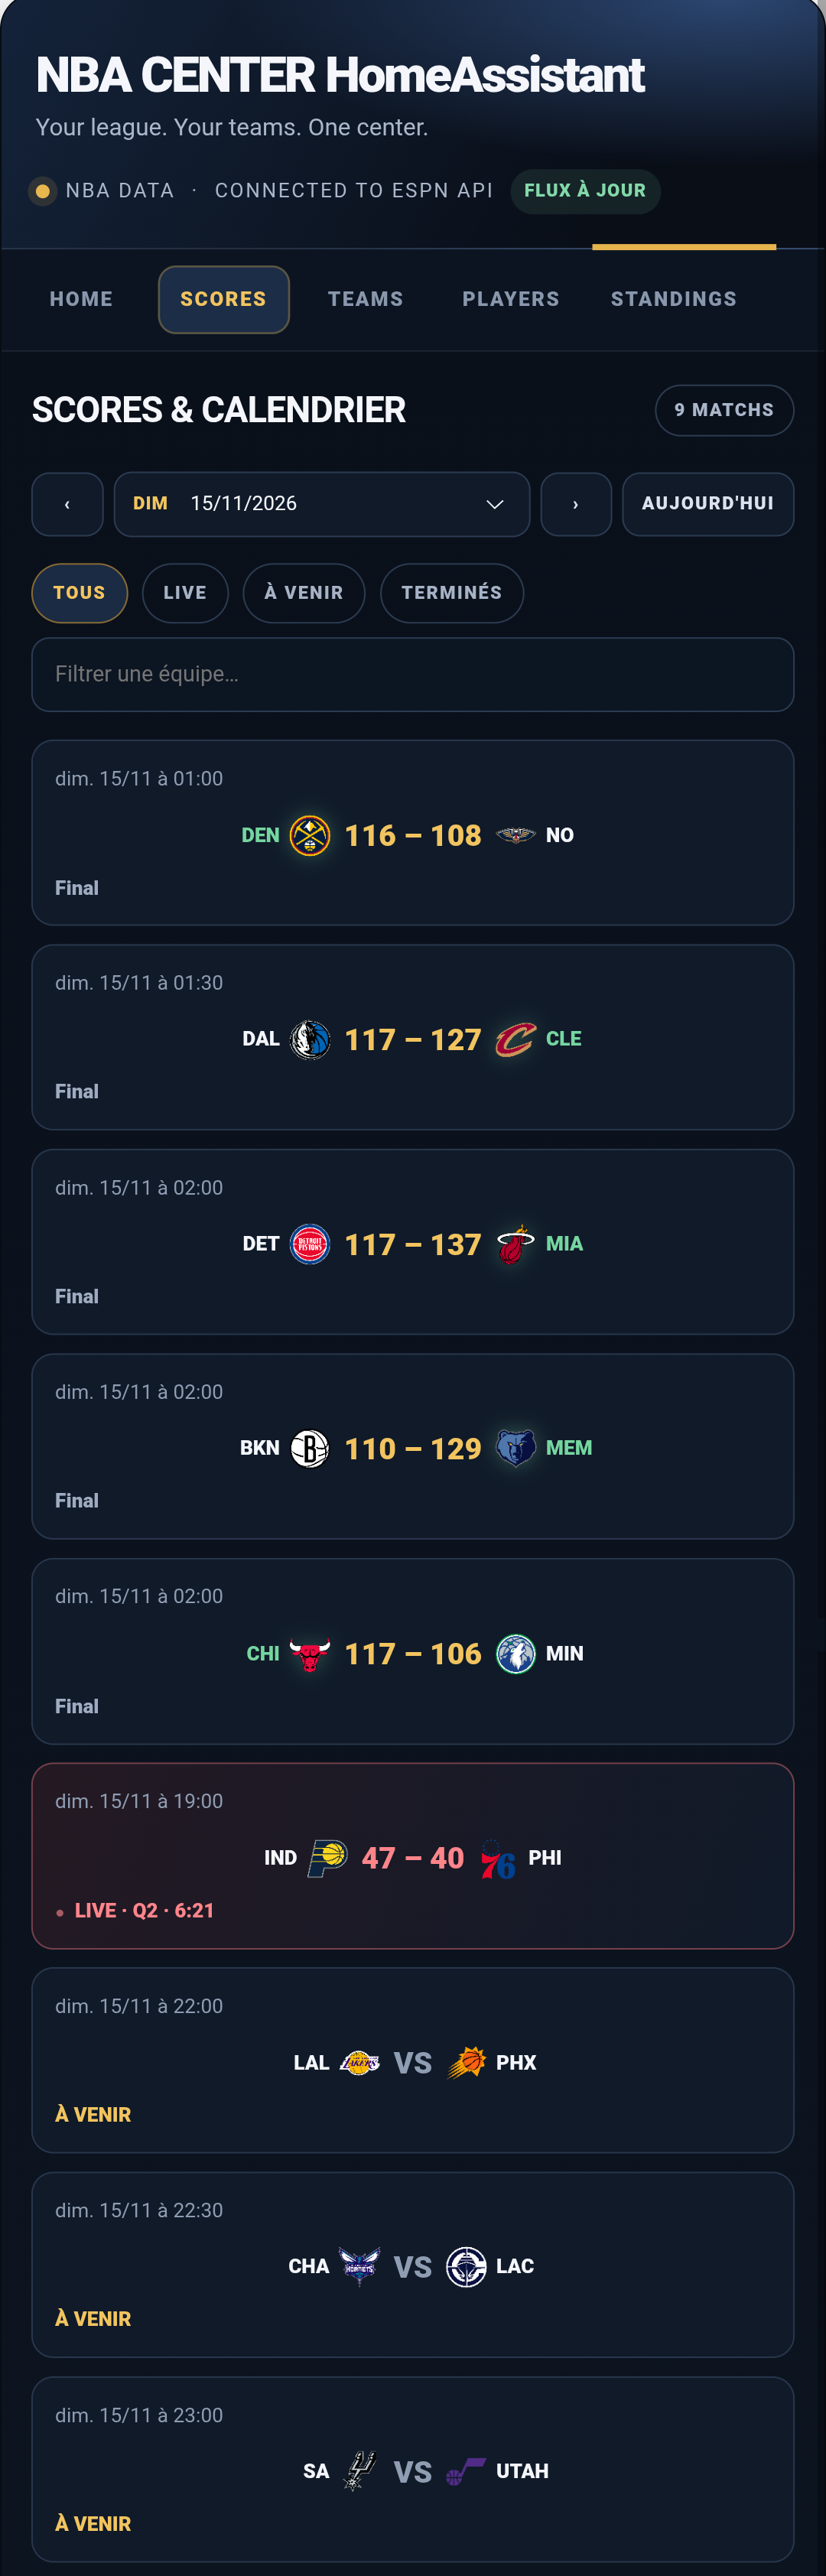 NBA CENTER HomeAssistant
Your league. Your teams. One center.
NBA DATA · CONNECTED TO ESPN API FLUX À JOUR
HOME SCORES TEAMS PLAYERS STANDINGS
SCORES & CALENDRIER 9 MATCHS
‹ DIM 15/11/2026 › AUJOURD'HUI
TOUS LIVE À VENIR TERMINÉS
Filtrer une équipe…
dim. 15/11 à 01:00
DEN 116 – 108 NO
Final
dim. 15/11 à 01:30
DAL 117 – 127 CLE
Final
dim. 15/11 à 02:00
DET DETROIT PISTONS 117 – 137 MIA
Final
dim. 15/11 à 02:00
BKN B 110 – 129 MEM
Final
dim. 15/11 à 02:00
CHI 117 – 106 MIN
Final
dim. 15/11 à 19:00
IND 47 – 40 76 PHI
• LIVE · Q2 · 6:21
dim. 15/11 à 22:00
LAL LAKERS VS PHX
À VENIR
dim. 15/11 à 22:30
CHA HORNETS VS LAC
À VENIR
dim. 15/11 à 23:00
SA VS UTAH
À VENIR